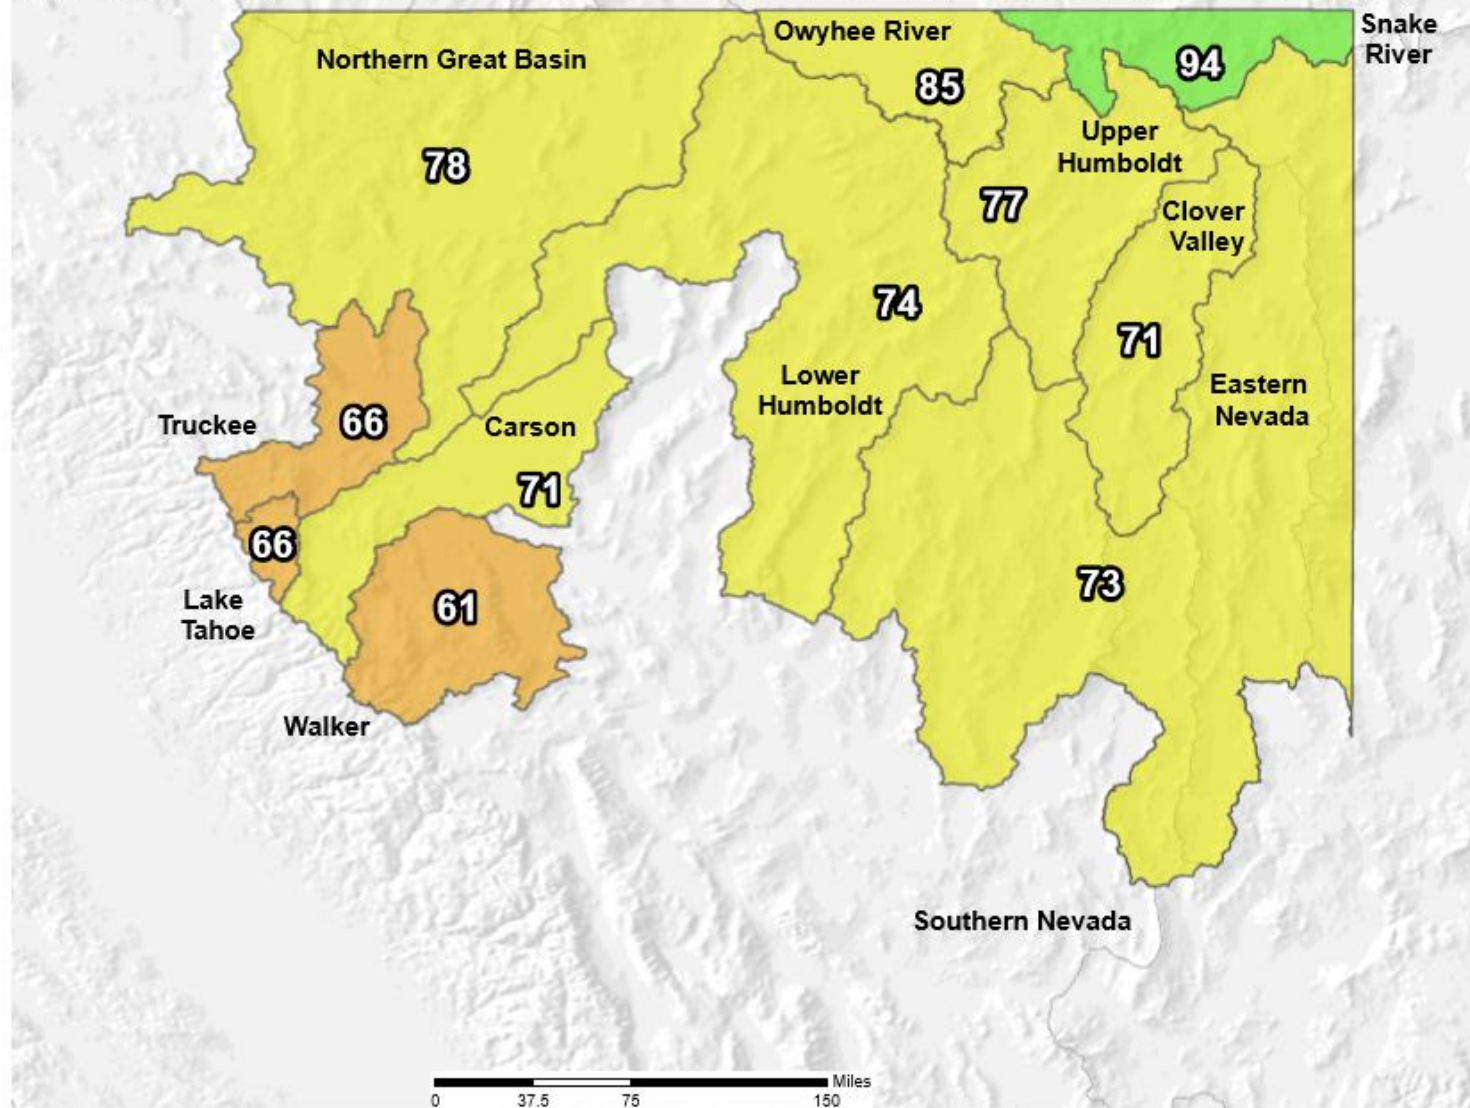 Snake
River
Owyhee River
Northern Great Basin
94
85
Upper
Humboldt
78
77
Clover
Valley
74
71
Lower
Humboldt
Eastern
Nevada
Truckee
66
Carson
71
66
73
Lake
Tahoe
61
Walker
Southern Nevada
Miles
0 37.5 75 150